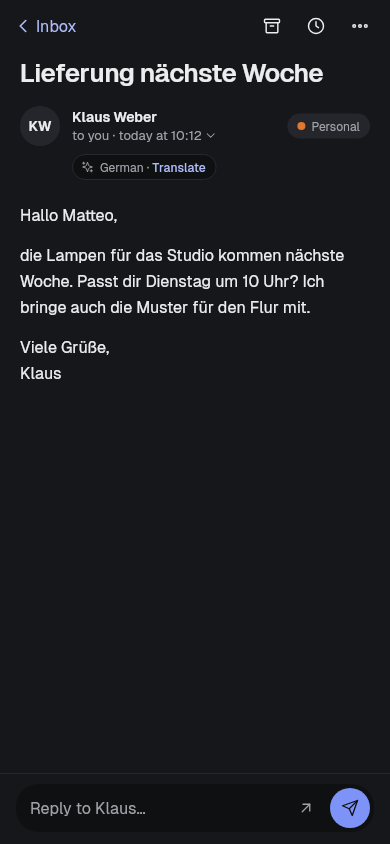 Inbox
Lieferung nächste Woche
KW
Klaus Weber
to you · today at 10:12
Personal
German · Translate
Hallo Matteo,
die Lampen für das Studio kommen nächste
Woche. Passt dir Dienstag um 10 Uhr? Ich
bringe auch die Muster für den Flur mit.
Viele Grüße,
Klaus
Reply to Klaus...